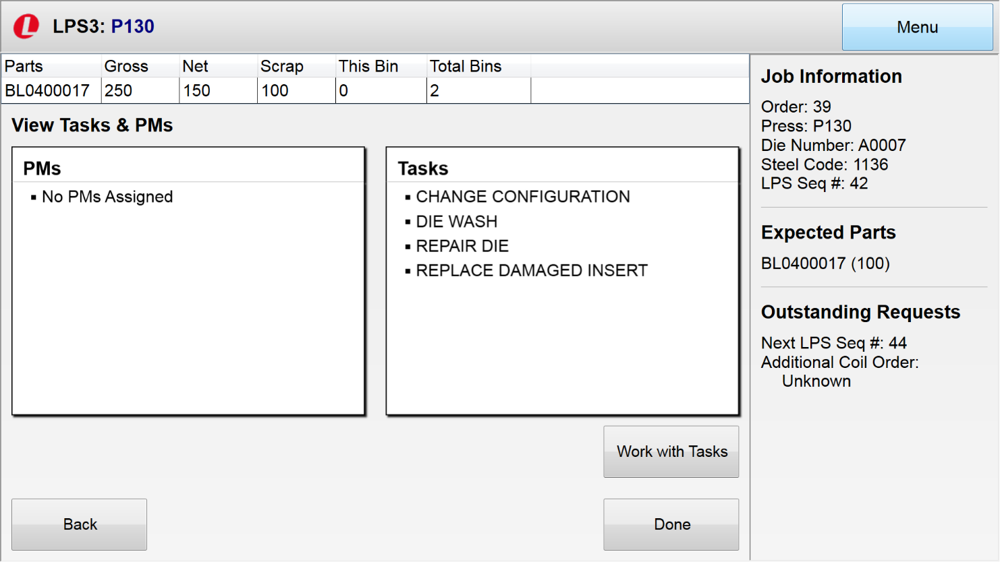 L LPS3: P130
Menu
Parts Gross Net Scrap This Bin Total Bins
BL0400017 250 150 100 0 2
View Tasks & PMs
PMs
▪ No PMs Assigned
Tasks
▪ CHANGE CONFIGURATION
▪ DIE WASH
▪ REPAIR DIE
▪ REPLACE DAMAGED INSERT
Work with Tasks
Back
Done
Job Information
Order: 39
Press: P130
Die Number: A0007
Steel Code: 1136
LPS Seq #: 42
Expected Parts
BL0400017 (100)
Outstanding Requests
Next LPS Seq #: 44
Additional Coil Order:
Unknown